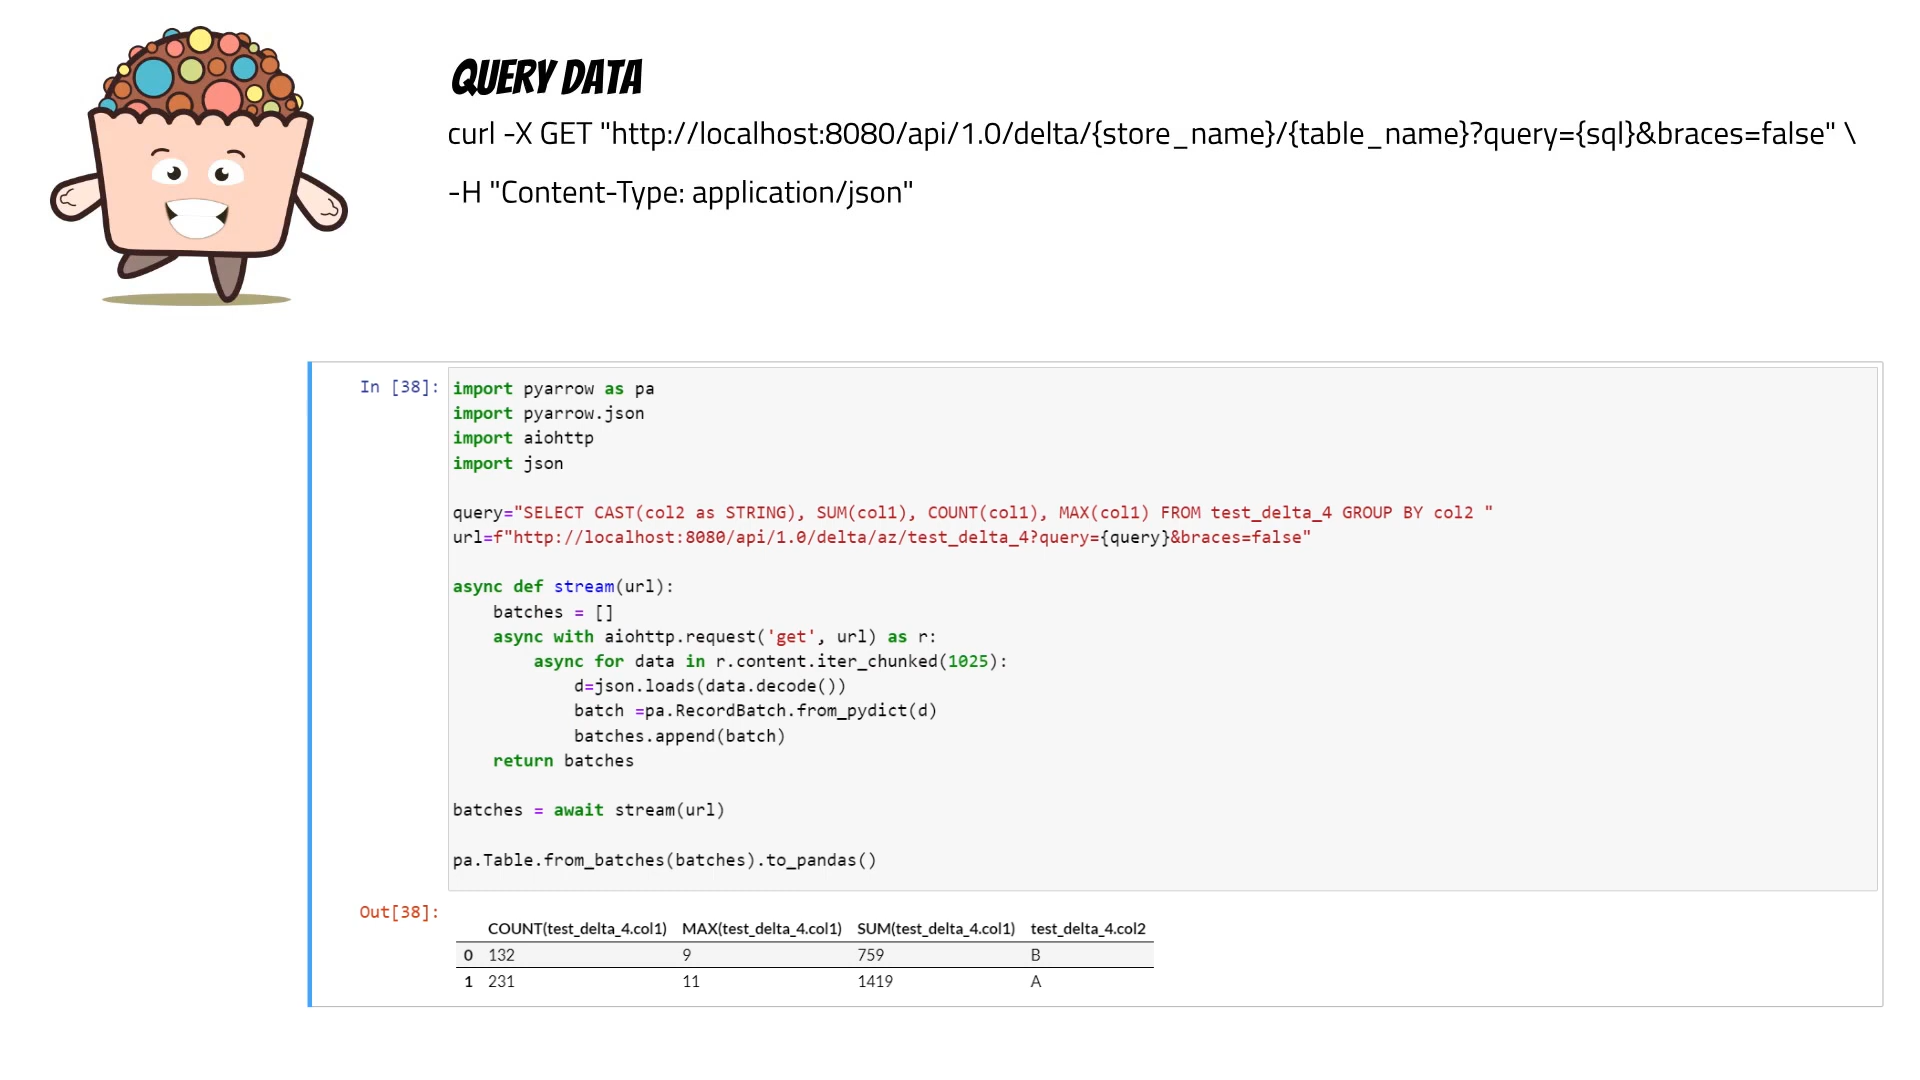 QUERY DATA
curl -X GET "http://localhost:8080/api/1.0/delta/{store_name}/{table_name}?query={sql}&braces=false" \
-H "Content-Type: application/json"
In [38]:
import pyarrow as pa
import pyarrow.json
import aiohttp
import json
query="SELECT CAST(col2 as STRING), SUM(col1), COUNT(col1), MAX(col1) FROM test_delta_4 GROUP BY col2 "
url=f"http://localhost:8080/api/1.0/delta/az/test_delta_4?query={query}&braces=false"
async def stream(url):
    batches = []
    async with aiohttp.request('get', url) as r:
        async for data in r.content.iter_chunked(1025):
            d=json.loads(data.decode())
            batch =pa.RecordBatch.from_pydict(d)
            batches.append(batch)
    return batches
batches = await stream(url)
pa.Table.from_batches(batches).to_pandas()
Out[38]:
COUNT(test_delta_4.col1) MAX(test_delta_4.col1) SUM(test_delta_4.col1) test_delta_4.col2
0 132 9 759 B
1 231 11 1419 A